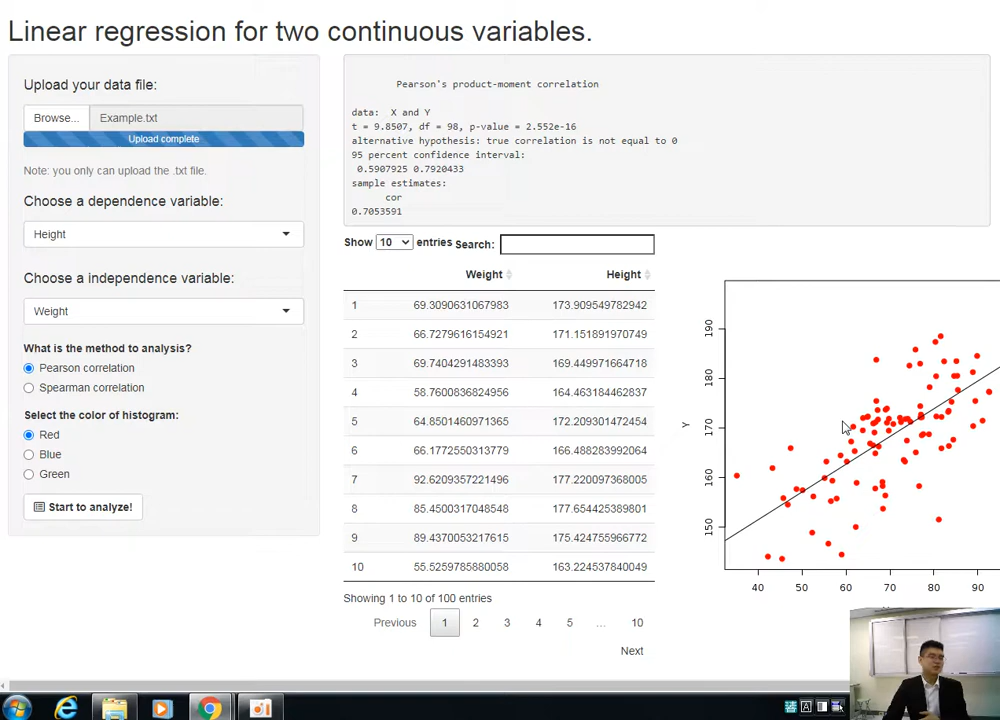 Linear regression for two continuous variables.
Upload your data file:
Browse... Example.txt
Upload complete
Note: you only can upload the .txt file.
Choose a dependence variable:
Height
Choose a independence variable:
Weight
What is the method to analysis?
Pearson correlation
Spearman correlation
Select the color of histogram:
Red
Blue
Green
Start to analyze!
Pearson's product-moment correlation
data: X and Y
t = 9.8507, df = 98, p-value = 2.552e-16
alternative hypothesis: true correlation is not equal to 0
95 percent confidence interval:
0.5907925 0.7920433
sample estimates:
cor
0.7053591
Show 10 entries Search:
Weight Height
1 69.3090631067983 173.909549782942
2 66.7279616154921 171.151891970749
3 69.7404291483393 169.449971664718
4 58.7600836824956 164.463184462837
5 64.8501460971365 172.209301472454
6 66.1772550313779 166.488283992064
7 92.6209357221496 177.220097368005
8 85.4500317048548 177.654425389801
9 89.4370053217615 175.424755966772
10 55.5259785880058 163.224537840049
Showing 1 to 10 of 100 entries
Previous 1 2 3 4 5 ... 10
Next
Y
190
180
170
160
150
40 50 60 70 80 90
A